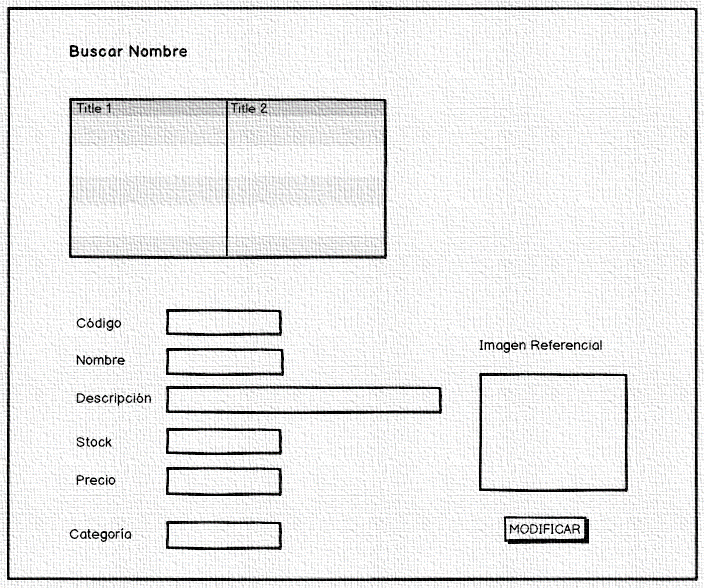 Buscar Nombre
Title 1 Title 2
Código
Nombre
Descripción
Stock
Precio
Categoría
Imagen Referencial
MODIFICAR